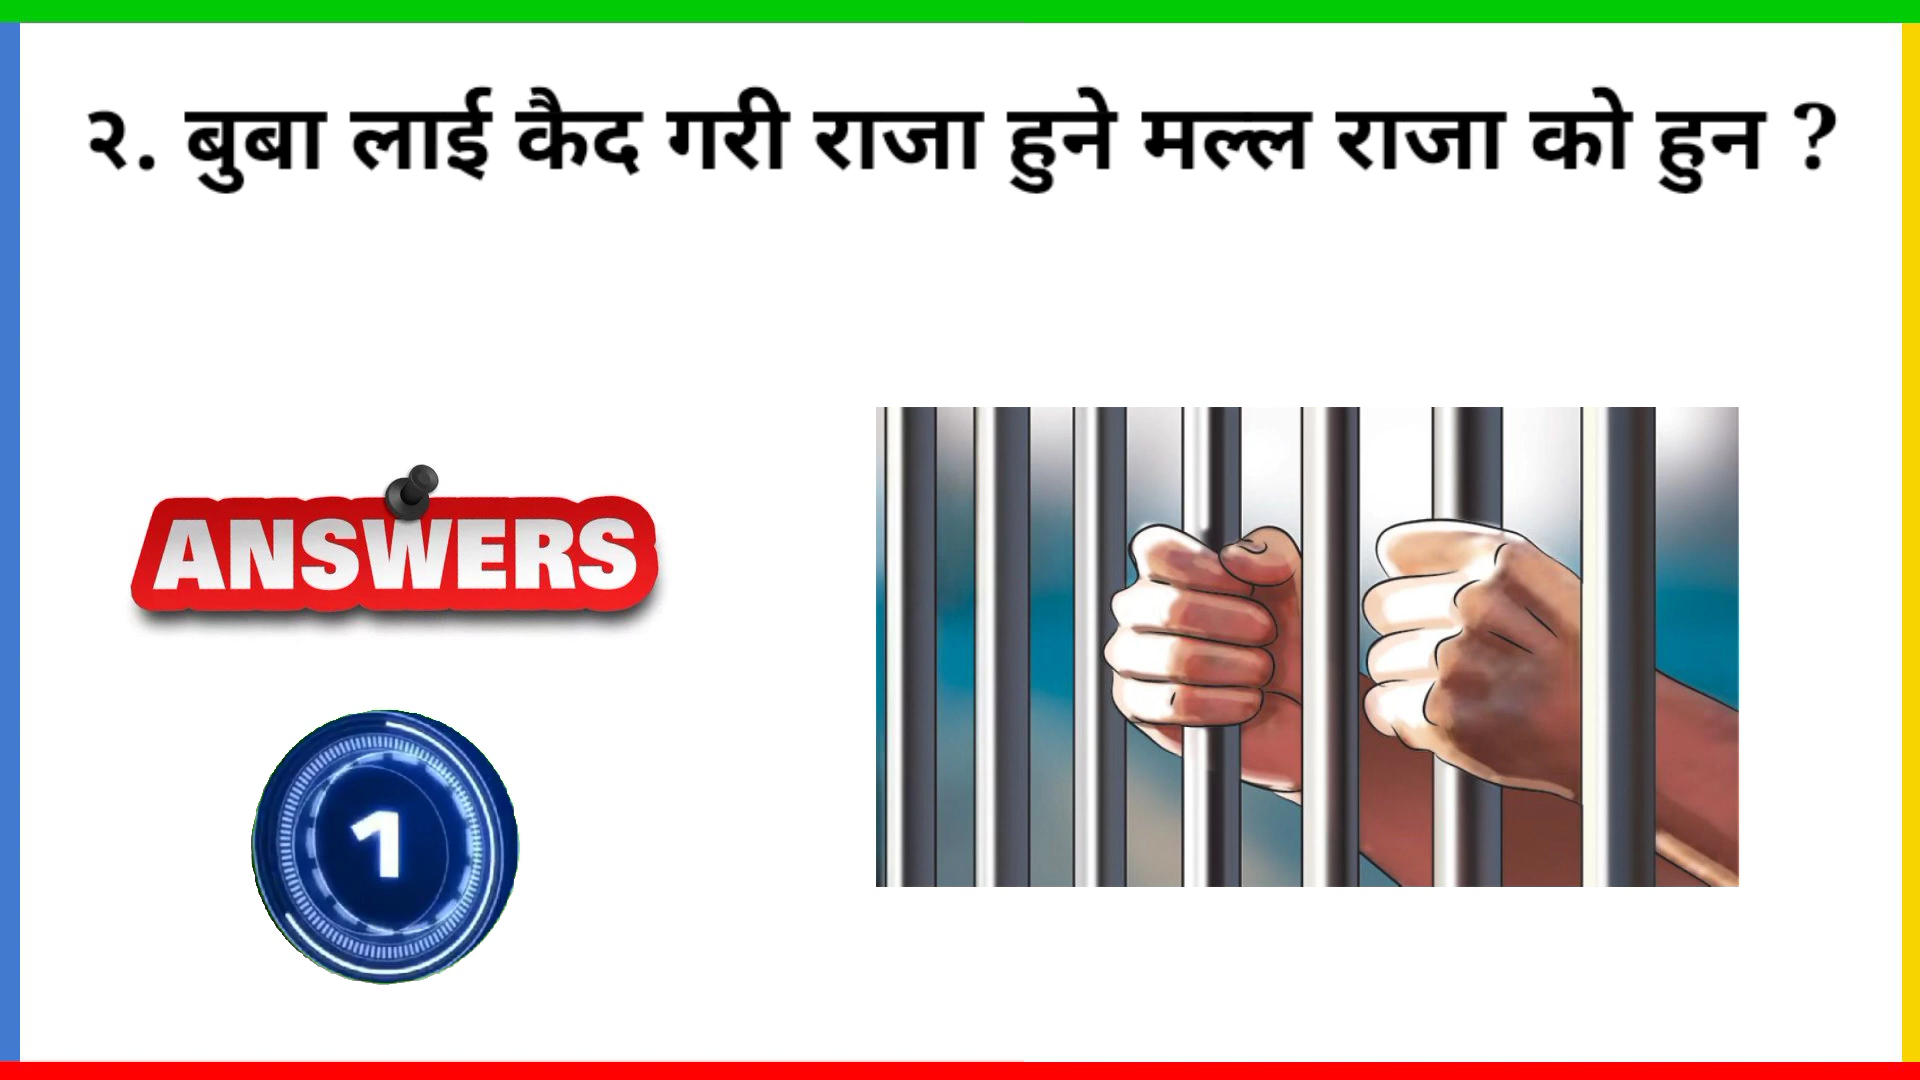 २. बुबा लाई कैद गरी राजा हुने मल्ल राजा को हुन ?
ANSWERS
1